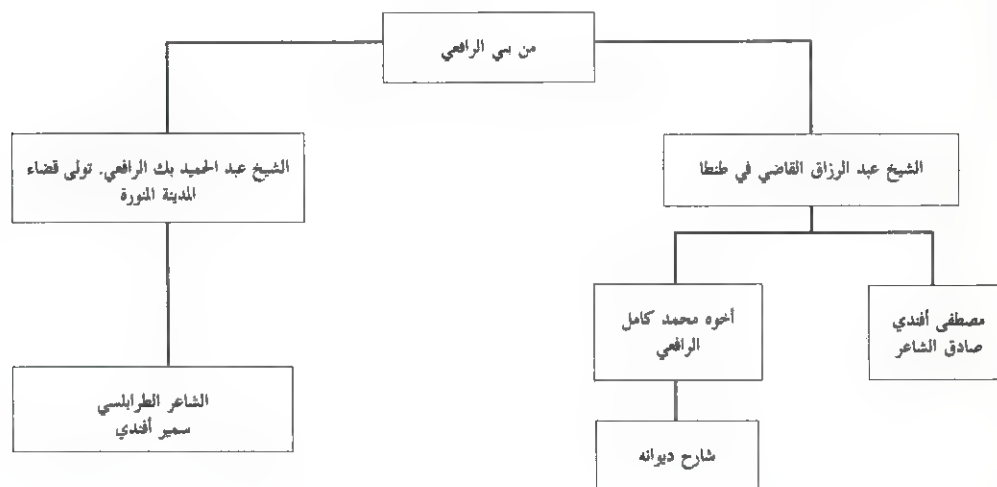 من بني الرافعي
الشيخ عبد الرزاق القاضي في طنطا
الشيخ عبد الحميد بك الرافعي. تولى قضاء
المدينة المنورة
مصطفى أفندي
صادق الشاعر
أخوه محمد كامل
الرافعي
شارح ديوانه
الشاعر الطرابلسي
سمير أفندي